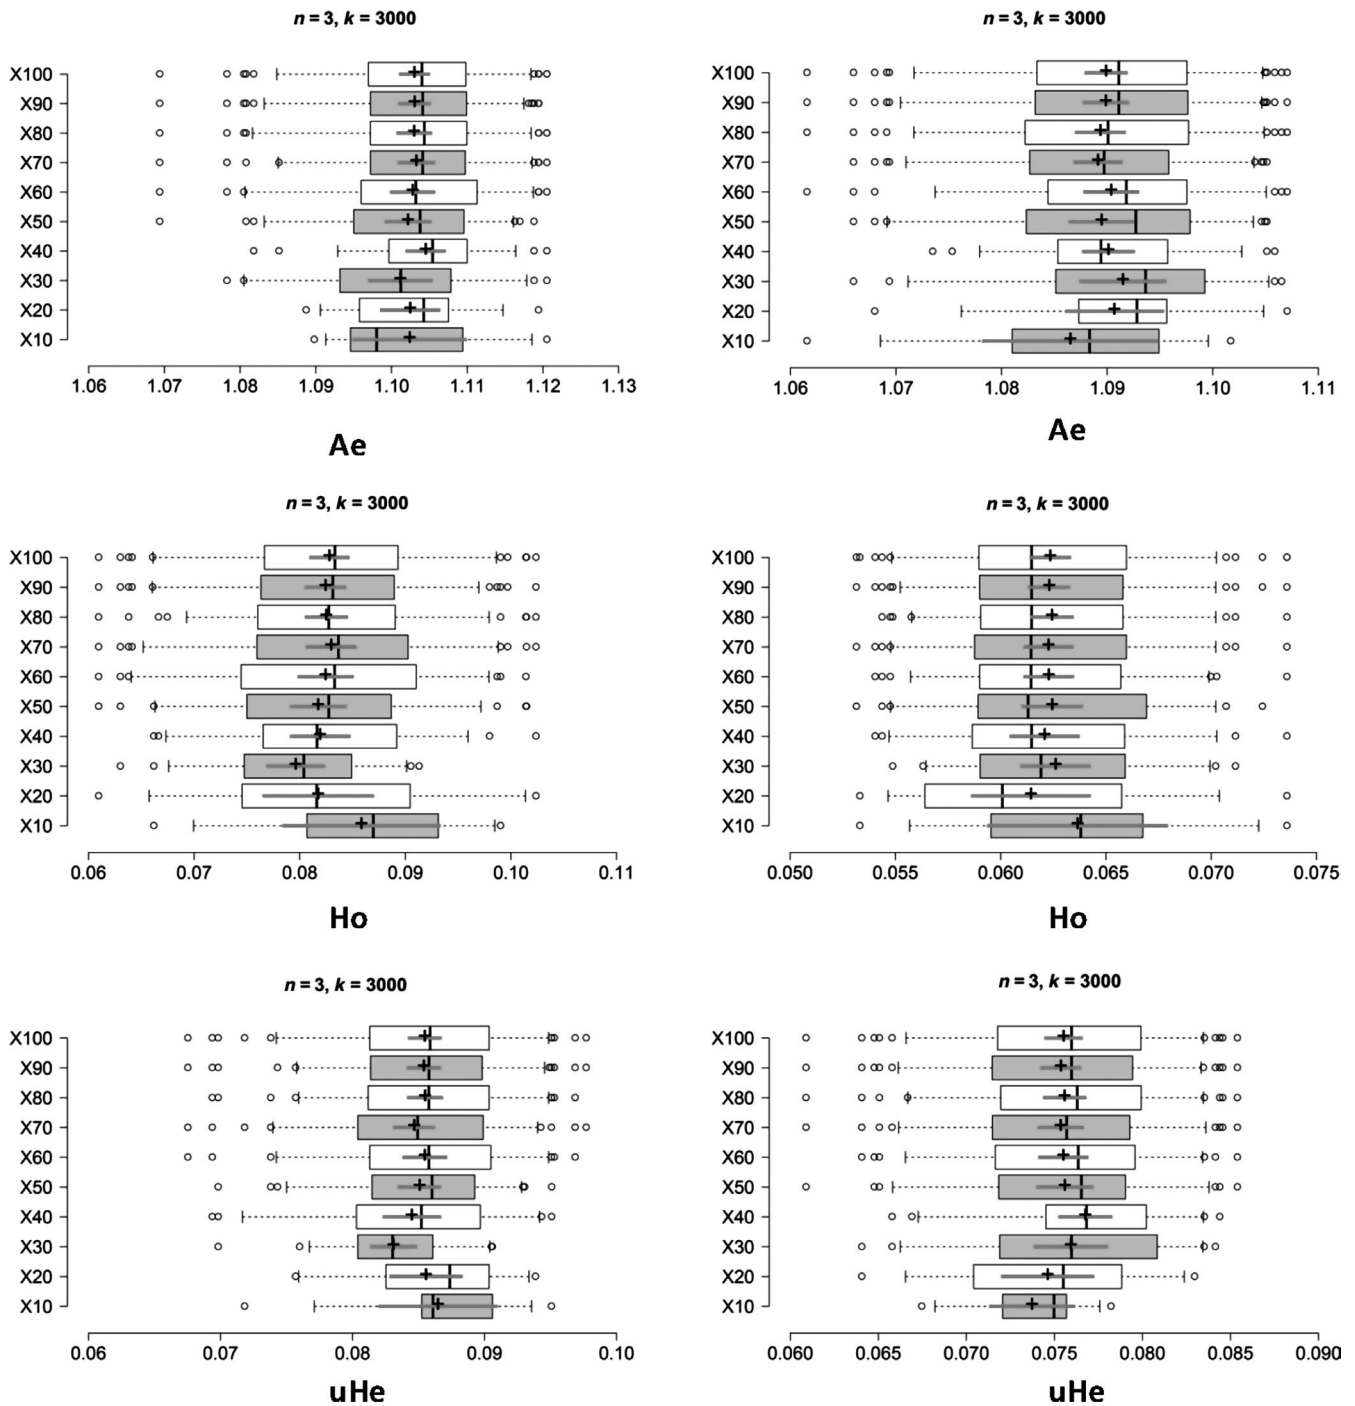 n = 3, k = 3000
X100
X90
X80
X70
X60
X50
X40
X30
X20
X10
1.06 1.07 1.08 1.09 1.10 1.11 1.12 1.13
Ae
n = 3, k = 3000
X100
X90
X80
X70
X60
X50
X40
X30
X20
X10
1.06 1.07 1.08 1.09 1.10 1.11
Ae
n = 3, k = 3000
X100
X90
X80
X70
X60
X50
X40
X30
X20
X10
0.06 0.07 0.08 0.09 0.10 0.11
Ho
n = 3, k = 3000
X100
X90
X80
X70
X60
X50
X40
X30
X20
X10
0.050 0.055 0.060 0.065 0.070 0.075
Ho
n = 3, k = 3000
X100
X90
X80
X70
X60
X50
X40
X30
X20
X10
0.06 0.07 0.08 0.09 0.10
uHe
n = 3, k = 3000
X100
X90
X80
X70
X60
X50
X40
X30
X20
X10
0.060 0.065 0.070 0.075 0.080 0.085 0.090
uHe